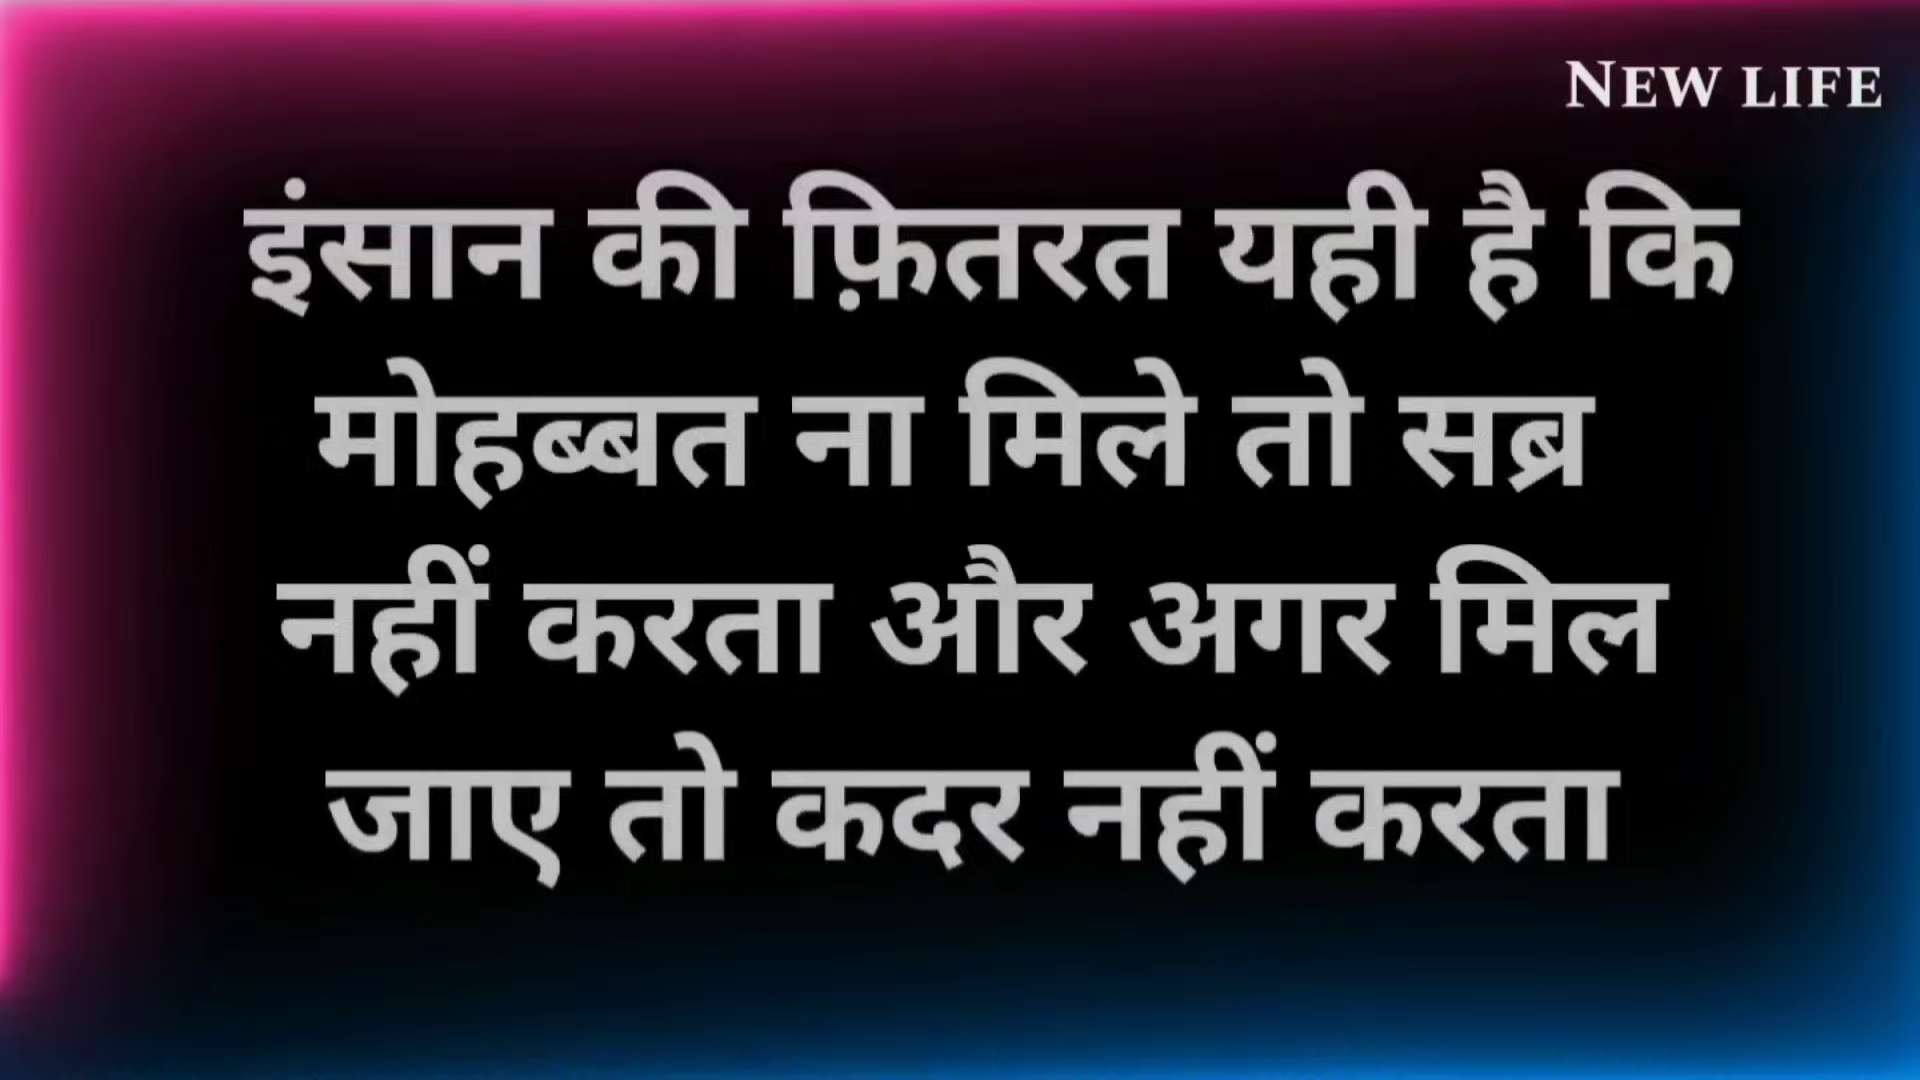 NEW LIFE
इंसान की फ़ितरत यही है कि
मोहब्बत ना मिले तो सब्र
नहीं करता और अगर मिल
जाए तो कदर नहीं करता